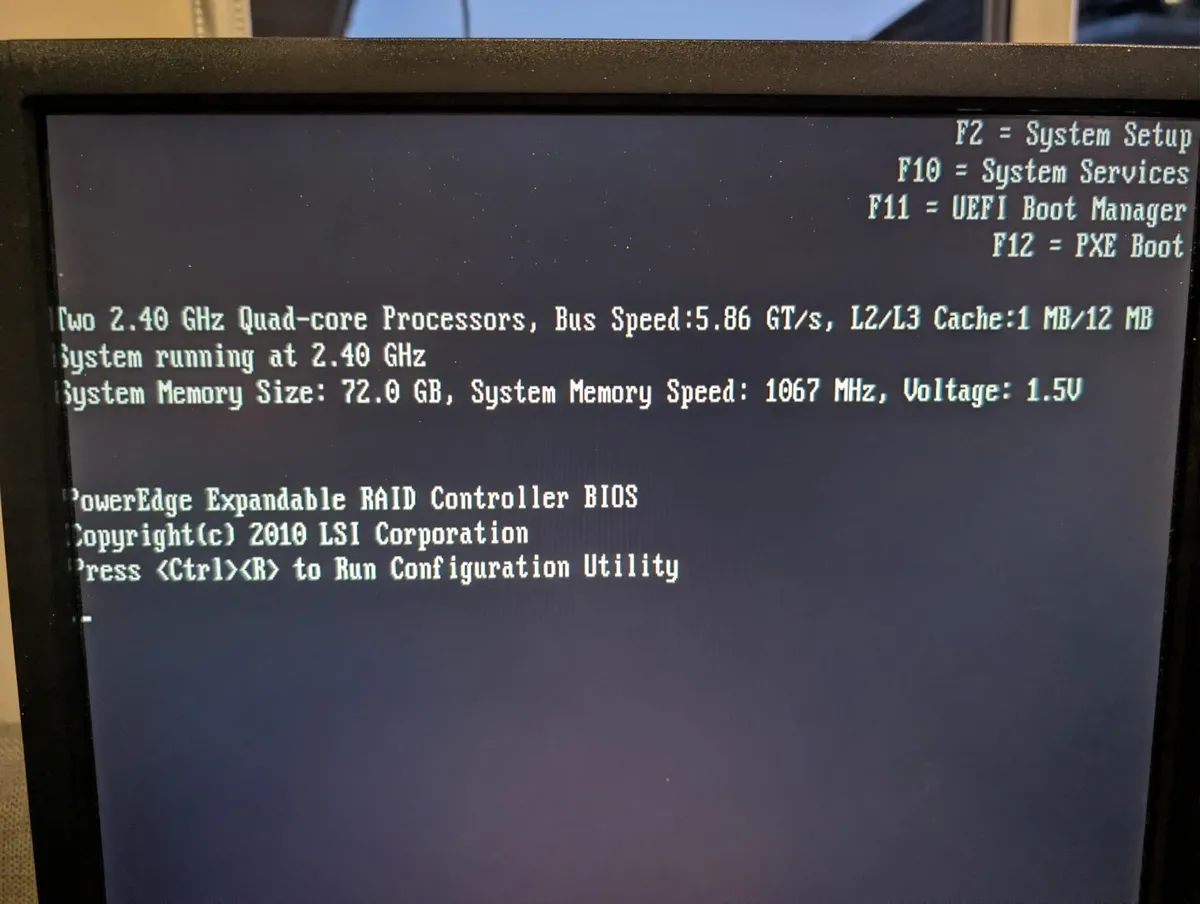 F2 = System Setup
F10 = System Services
F11 = UEFI Boot Manager
F12 = PXE Boot
Two 2.40 GHz Quad-core Processors, Bus Speed:5.86 GT/s, L2/L3 Cache:1 MB/12 MB
System running at 2.40 GHz
System Memory Size: 72.0 GB, System Memory Speed: 1067 MHz, Voltage: 1.5V
PowerEdge Expandable RAID Controller BIOS
Copyright(c) 2010 LSI Corporation
Press <Ctrl><R> to Run Configuration Utility